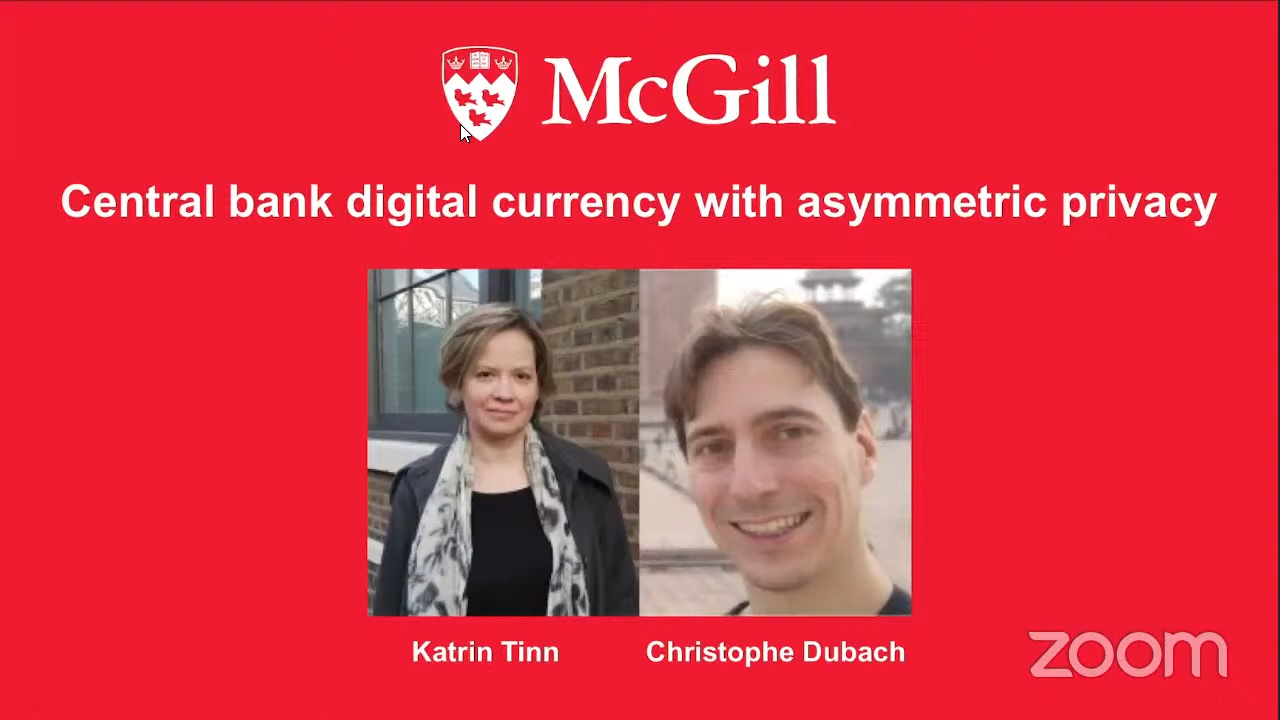 McGill
Central bank digital currency with asymmetric privacy
Katrin Tinn
Christophe Dubach
zoom